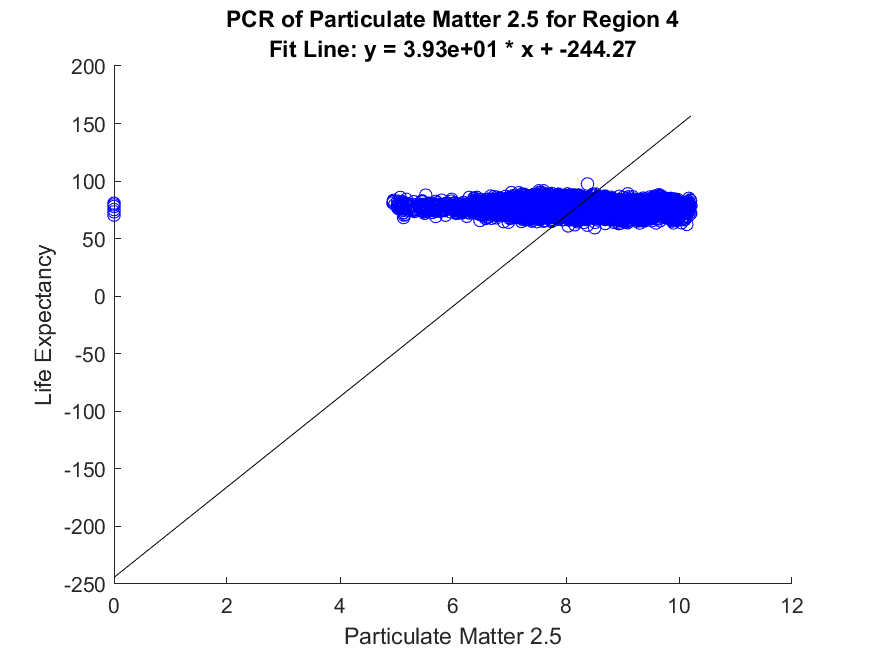 PCR of Particulate Matter 2.5 for Region 4
Fit Line: y = 3.93e+01 * x + -244.27
200
150
100
50
0
-50
-100
-150
-200
-250
Life Expectancy
0 2 4 6 8 10 12
Particulate Matter 2.5